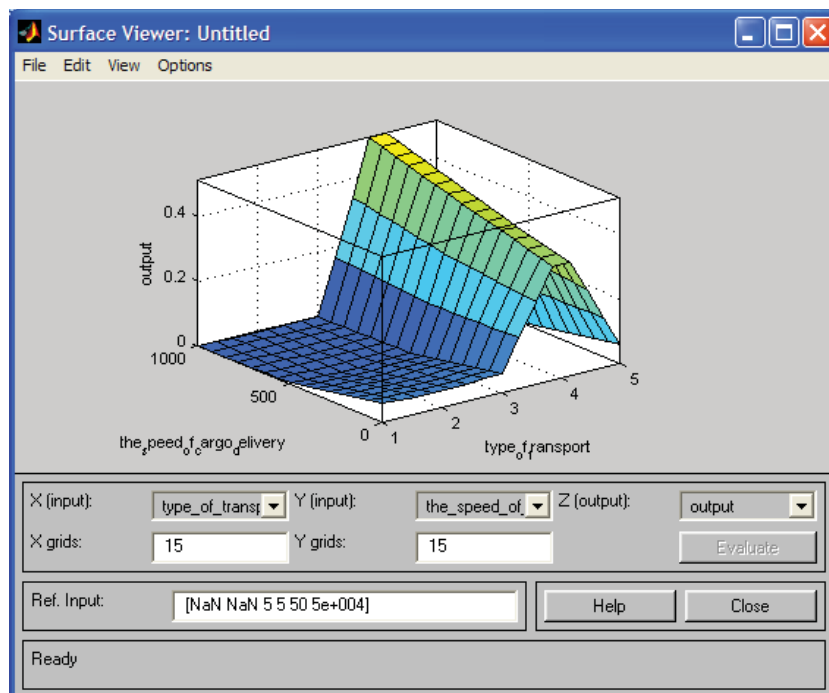 Surface Viewer: Untitled
File Edit View Options
0.4
0.2
0
output
1000
500
0
the_speed_of_cargo_delivery
1
2
3
4
5
type_of_transport
X (input): type_of_transp Y (input): the_speed_of_ Z (output): output
X grids: 15 Y grids: 15 Evaluate
Ref. Input: [NaN NaN 5 5 50 5e+004] Help Close
Ready